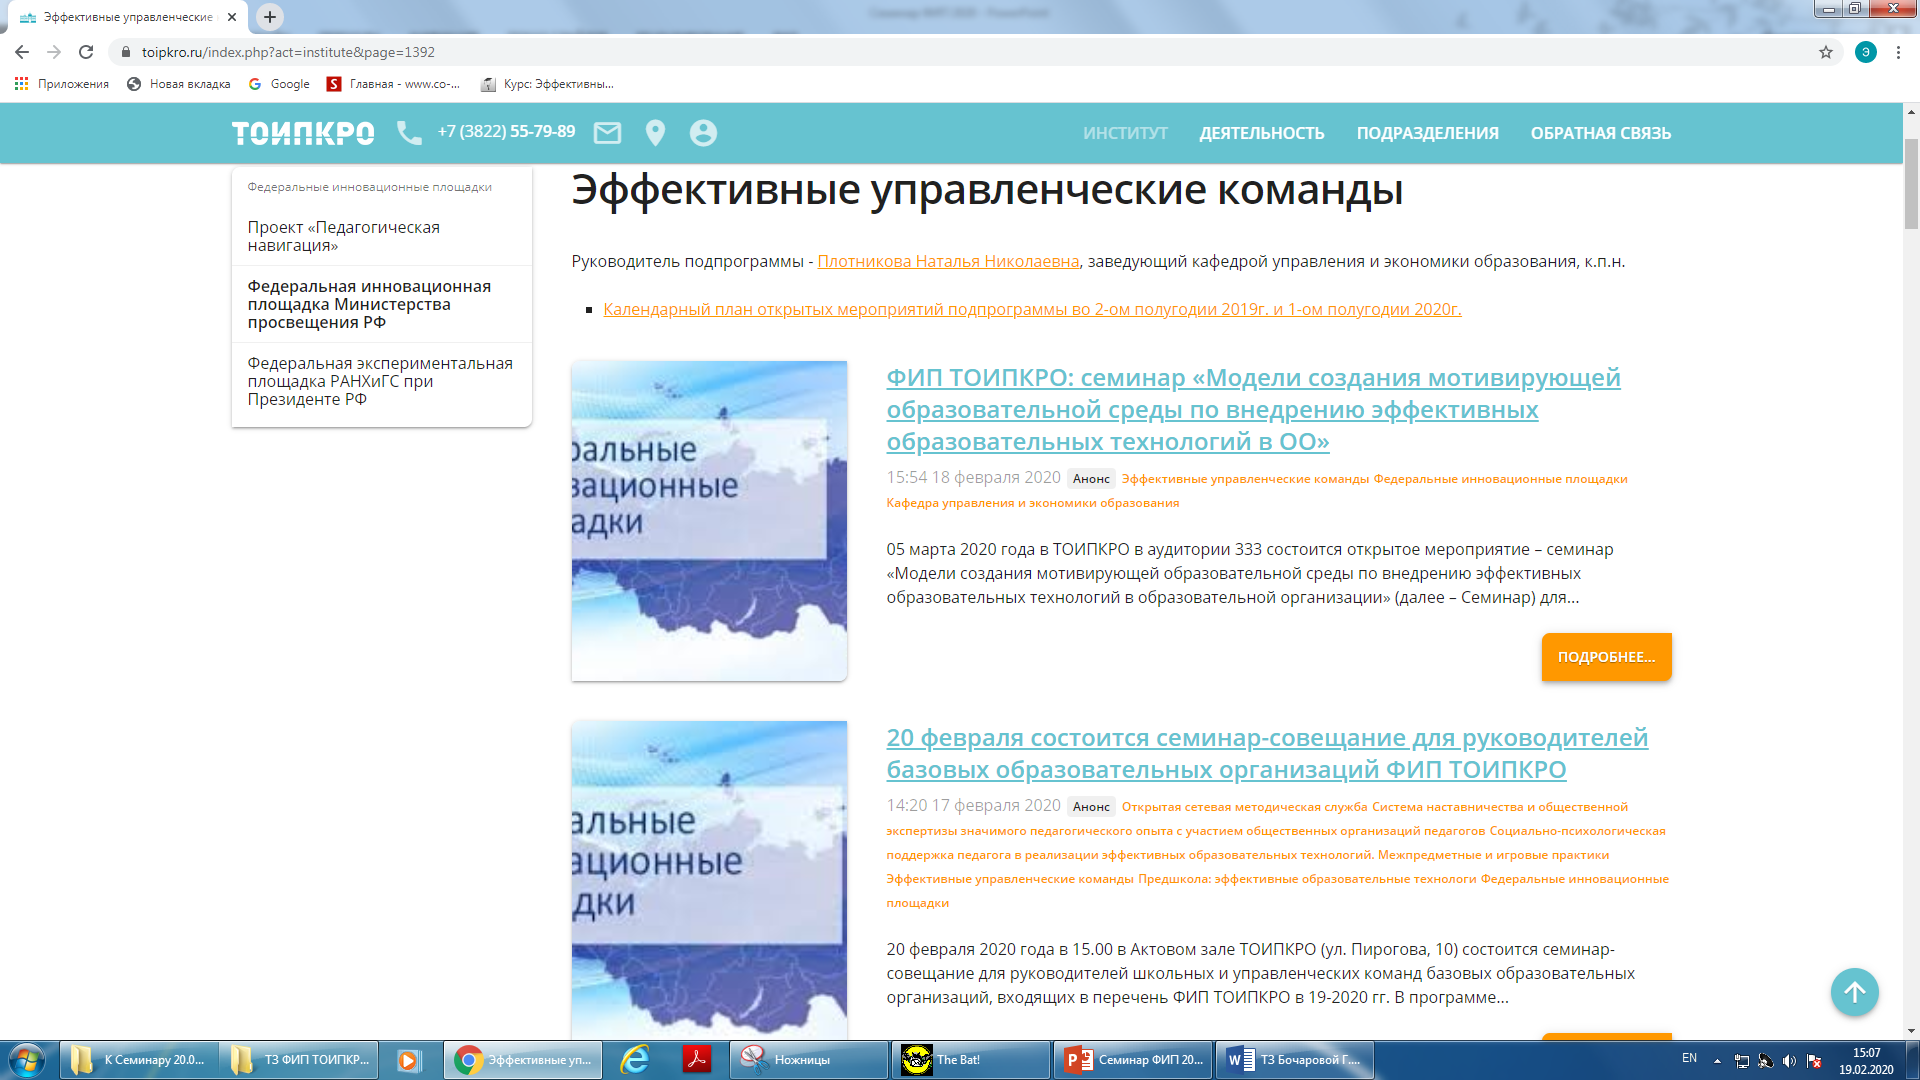 Эффективные управленческие
toipkro.ru/index.php?act=institute&page=1392
Э
Приложения
Новая вкладка
Google
Главная - www.co-...
Курс: Эффективны...
ТОИПКРО
+7 (3822) 55-79-89
ИНСТИТУТ
ДЕЯТЕЛЬНОСТЬ
ПОДРАЗДЕЛЕНИЯ
ОБРАТНАЯ СВЯЗЬ
Федеральные инновационные площадки
Проект «Педагогическая
навигация»
Федеральная инновационная
площадка Министерства
просвещения РФ
Федеральная экспериментальная
площадка РАНХиГС при
Президенте РФ
Эффективные управленческие команды
Руководитель подпрограммы - Плотникова Наталья Николаевна, заведующий кафедрой управления и экономики образования, к.п.н.
Календарный план открытых мероприятий подпрограммы во 2-ом полугодии 2019г. и 1-ом полугодии 2020г.
ральные
зационные
адки
ФИП ТОИПКРО: семинар «Модели создания мотивирующей
образовательной среды по внедрению эффективных
образовательных технологий в ОО»
15:54 18 февраля 2020 Анонс Эффективные управленческие команды Федеральные инновационные площадки
Кафедра управления и экономики образования
05 марта 2020 года в ТОИПКРО в аудитории 333 состоится открытое мероприятие – семинар
«Модели создания мотивирующей образовательной среды по внедрению эффективных
образовательных технологий в образовательной организации» (далее – Семинар) для...
ПОДРОБНЕЕ...
альные
ационные
дки
20 февраля состоится семинар-совещание для руководителей
базовых образовательных организаций ФИП ТОИПКРО
14:20 17 февраля 2020 Анонс Открытая сетевая методическая служба Система наставничества и общественной
экспертизы значимого педагогического опыта с участием общественных организаций педагогов Социально-психологическая
поддержка педагога в реализации эффективных образовательных технологий. Межпредметные и игровые практики
Эффективные управленческие команды Предшкола: эффективные образовательные технологи Федеральные инновационные
площадки
20 февраля 2020 года в 15.00 в Актовом зале ТОИПКРО (ул. Пирогова, 10) состоится семинар-
совещание для руководителей школьных и управленческих команд базовых образовательных
организаций, входящих в перечень ФИП ТОИПКРО в 19-2020 гг. В программе...
К Семинару 20.0...
ТЗ ФИП ТОИПКР...
Эффективные уп...
Ножницы
The Bat!
Семинар ФИП 20...
ТЗ Бочаровой Г....
EN
15:07
19.02.2020